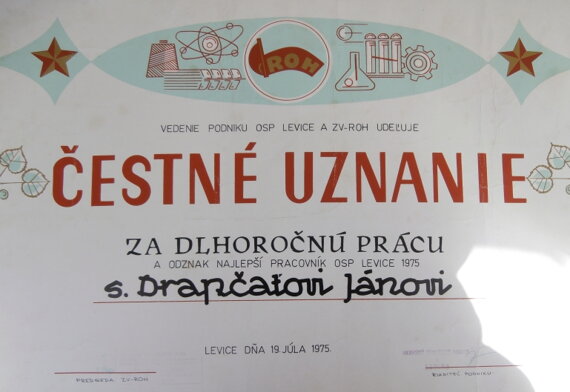 ROH
VEDENIE PODNIKU OSP LEVICE A ZV-ROH UDEĽUJE
ČESTNÉ UZNANIE
ZA DLHOROČNÚ PRÁCU
A ODZNAK NAJLEPŠÍ PRACOVNÍK OSP LEVICE 1975
s. Drapčatovi Jánovi
LEVICE DŇA 19. JÚLA 1975.
PREDSEDA ZV-ROH
RIADITEĽ PODNIKU